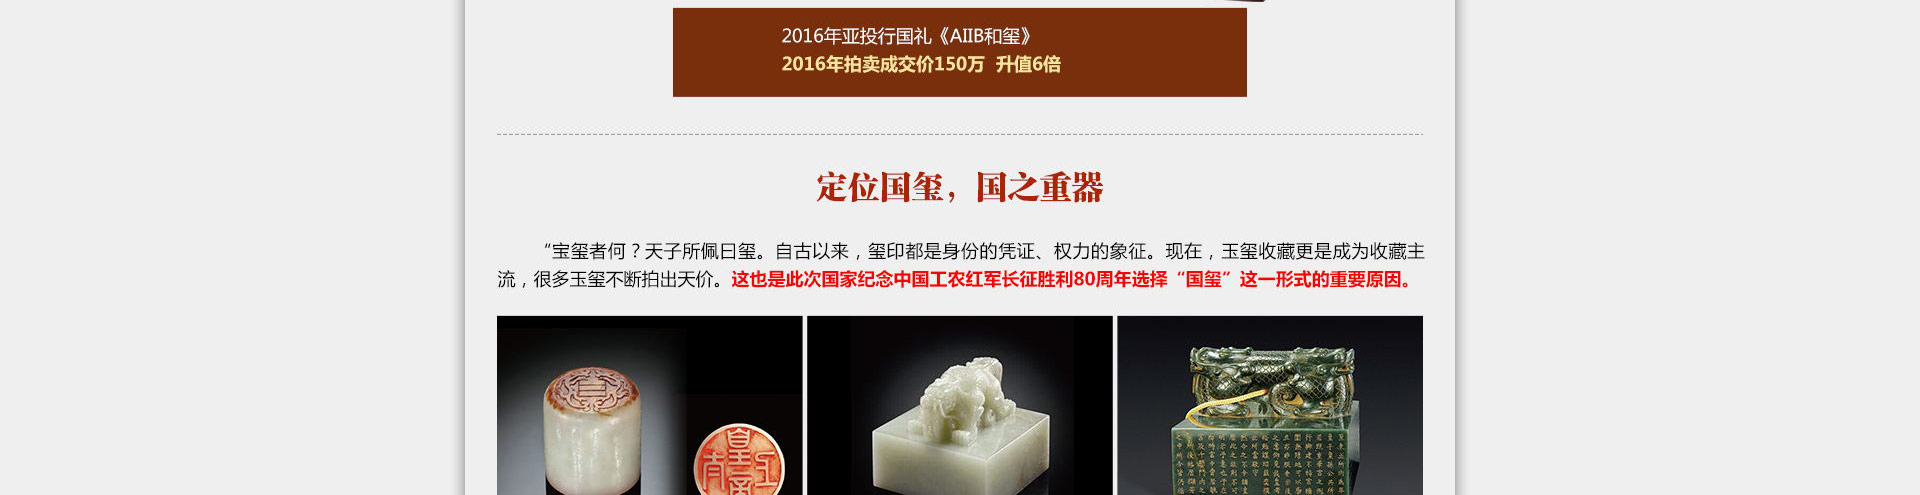 2016年亚投行国礼《AIIB和玺》
2016年拍卖成交价150万 升值6倍
定位国玺，国之重器
“宝玺者何？天子所佩曰玺。自古以来，玺印都是身份的凭证、权力的象征。现在，玉玺收藏更是成为收藏主
流，很多玉玺不断拍出天价。这也是此次国家纪念中国工农红军长征胜利80周年选择“国玺”这一形式的重要原因。